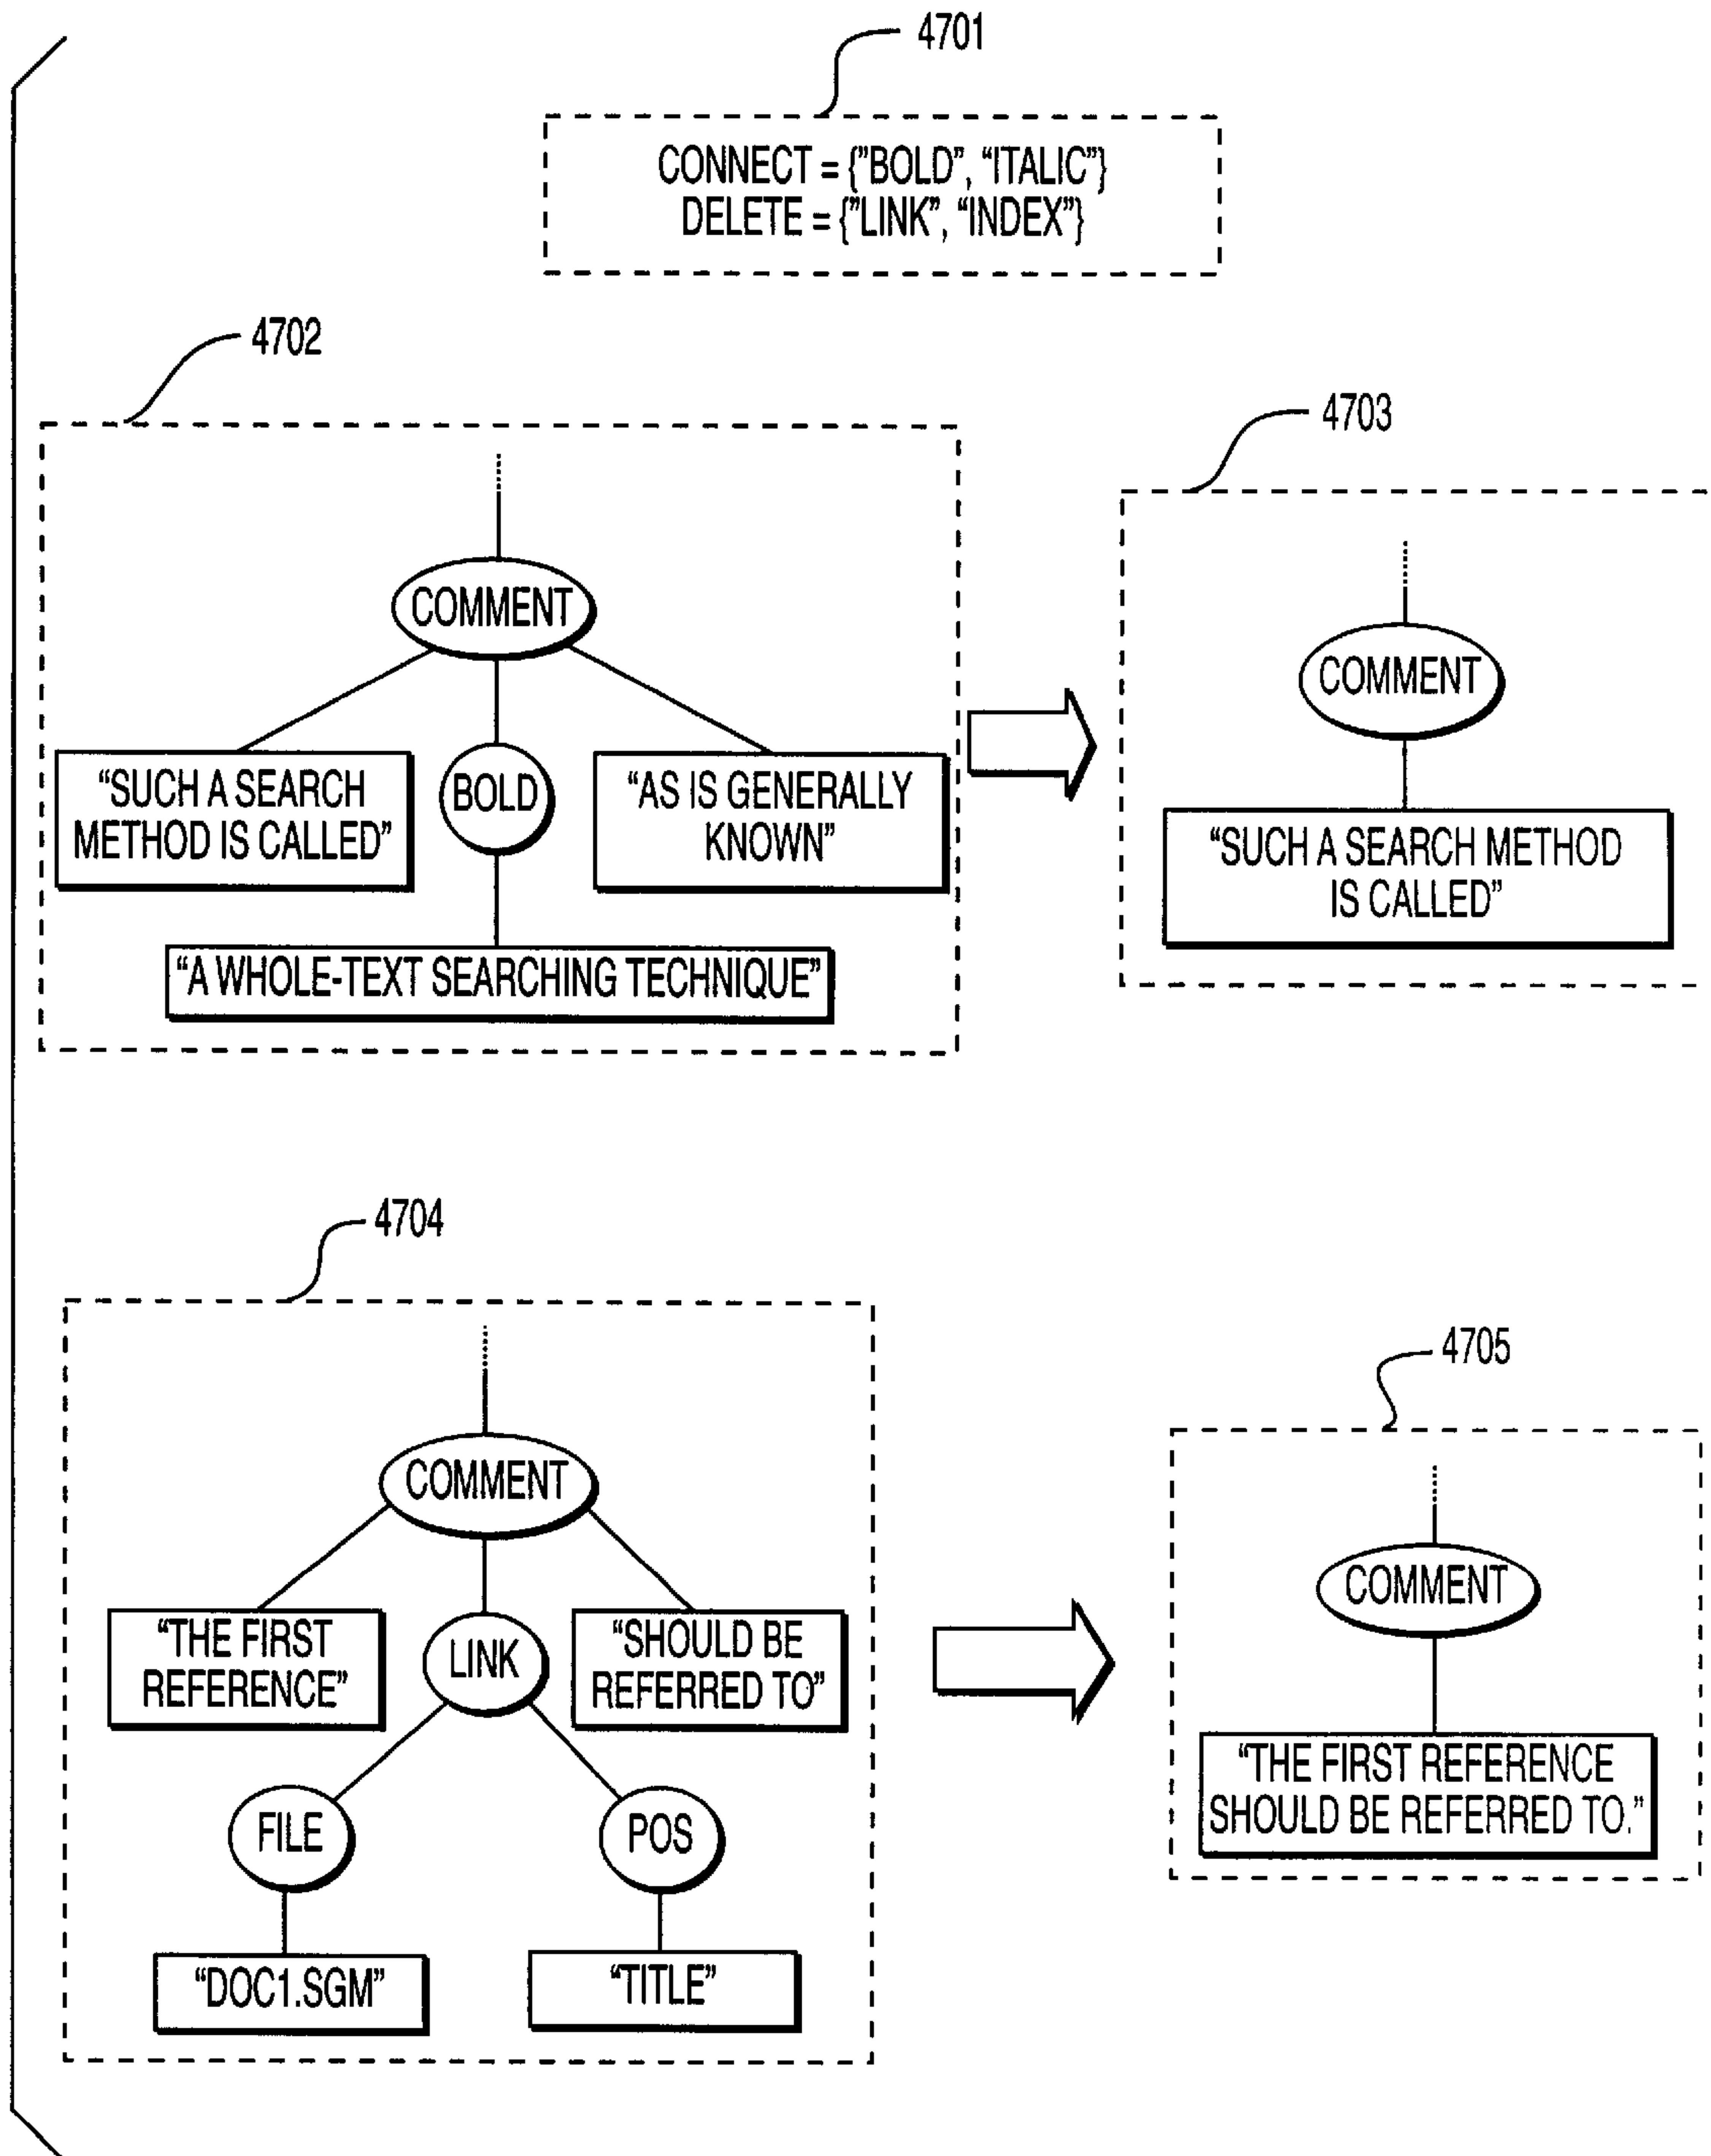 4701
CONNECT = {"BOLD", "ITALIC"}
DELETE = {"LINK", "INDEX"}
4702
COMMENT
"SUCH A SEARCH
METHOD IS CALLED"
BOLD
"AS IS GENERALLY
KNOWN"
"A WHOLE-TEXT SEARCHING TECHNIQUE"
4703
COMMENT
"SUCH A SEARCH METHOD
IS CALLED"
4704
COMMENT
"THE FIRST
REFERENCE"
LINK
"SHOULD BE
REFERRED TO"
FILE
POS
"DOC1.SGM"
"TITLE"
4705
COMMENT
"THE FIRST REFERENCE
SHOULD BE REFERRED TO."